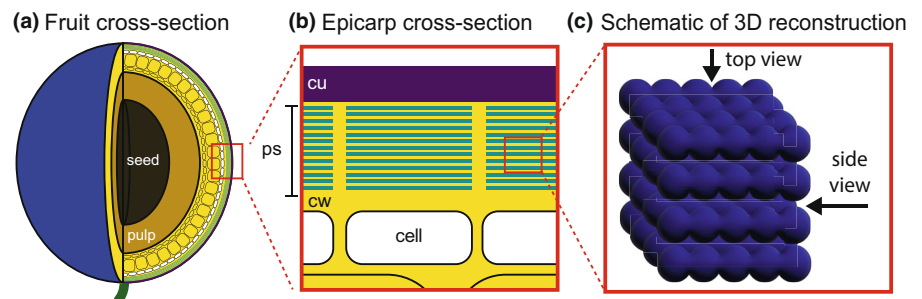 (a) Fruit cross-section
seed
pulp
(b) Epicarp cross-section
cu
ps
cw
cell
(c) Schematic of 3D reconstruction
top view
side
view